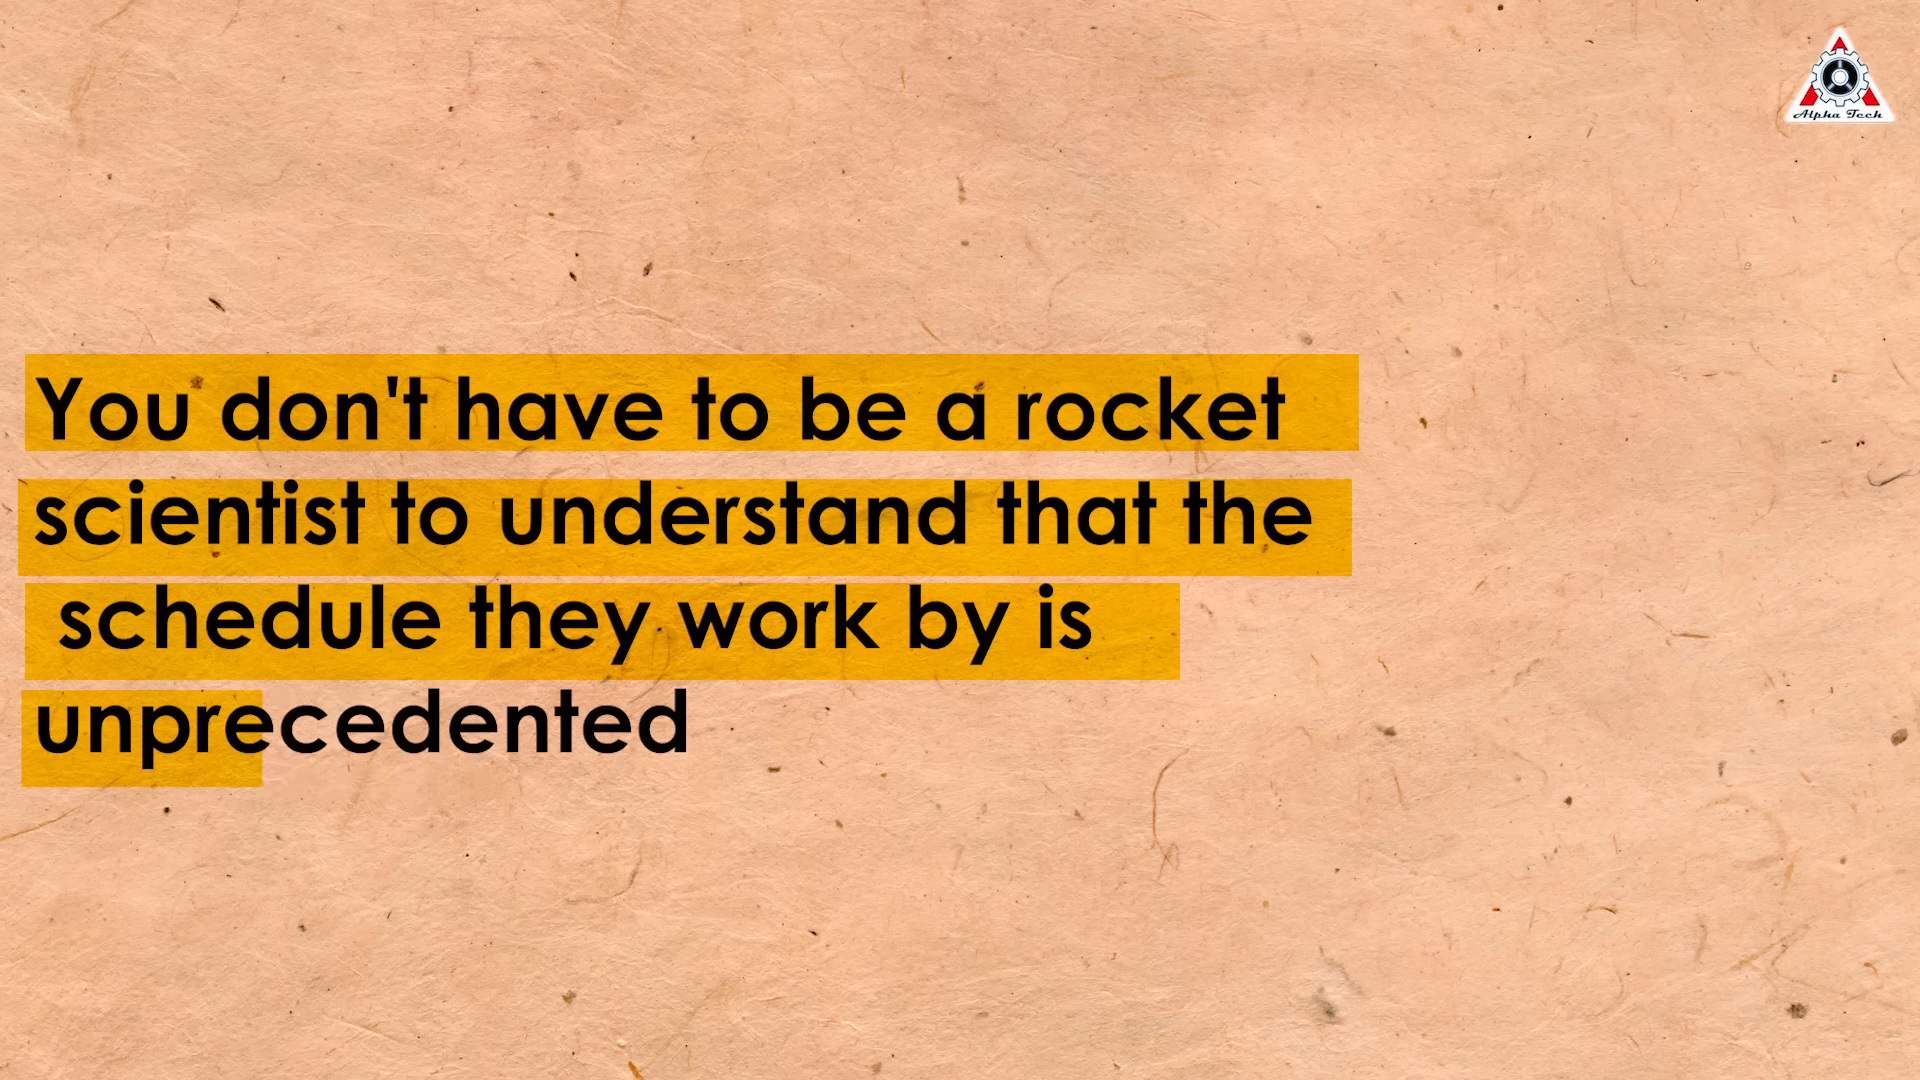 Alpha Tech
You don't have to be a rocket
scientist to understand that the
schedule they work by is
unprecedented